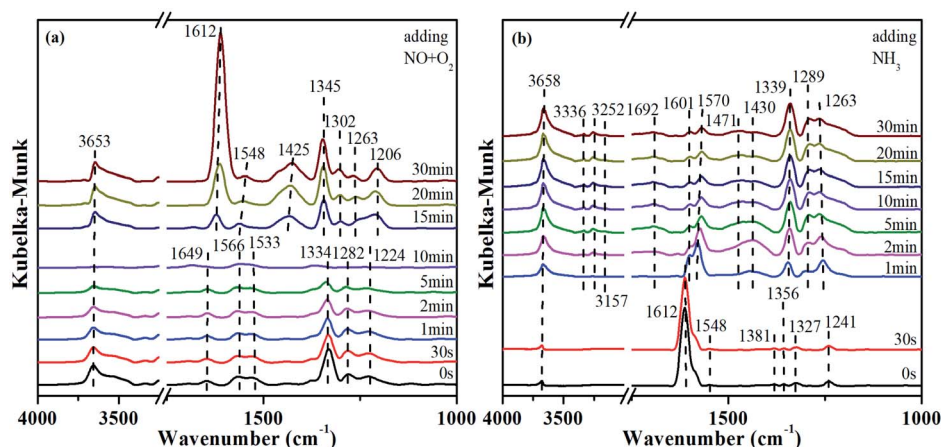 (a)
adding
NO+O2
1612
1345
1302
3653
1548
1425
1263
1206
30min
20min
15min
10min
1649
1566
1533
1334
1282
1224
5min
2min
1min
30s
0s
Kubelka-Munk
4000
3500
1500
1000
Wavenumber (cm-1)
(b)
adding
NH3
3658
3336
3252
1692
1601
1570
1471
1430
1339
1289
1263
30min
20min
15min
10min
5min
2min
1min
3157
1612
1548
1381
1356
1327
1241
30s
0s
Kubelka-Munk
4000
3500
1500
1000
Wavenumber (cm-1)